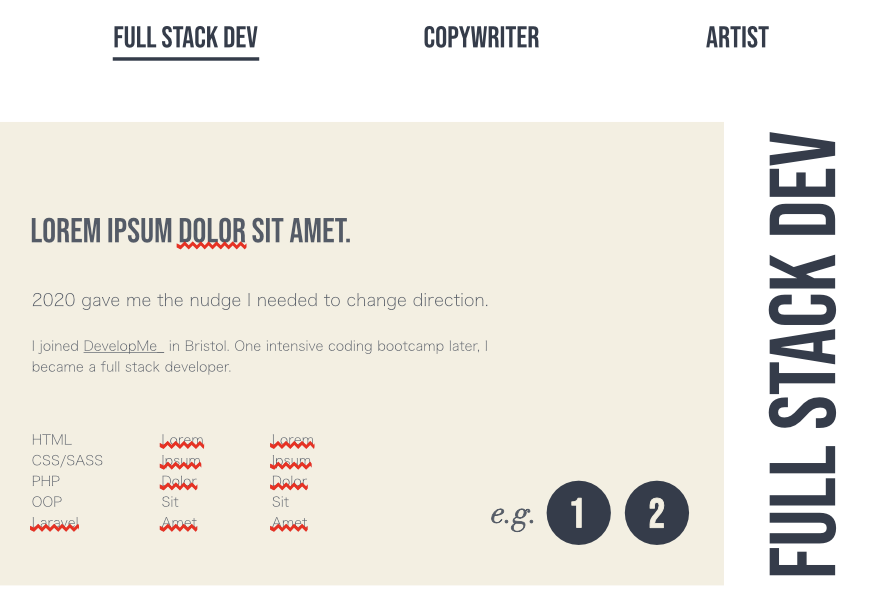 FULL STACK DEV
COPYWRITER
ARTIST
LOREM IPSUM DOLOR SIT AMET.
2020 gave me the nudge I needed to change direction.
I joined DevelopMe_ in Bristol. One intensive coding bootcamp later, I
became a full stack developer.
HTML
CSS/SASS
PHP
OOP
Laravel
Lorem
Ipsum
Dolor
Sit
Amet
Lorem
Ipsum
Dolor
Sit
Amet
e.g. 1 2
FULL STACK DEV